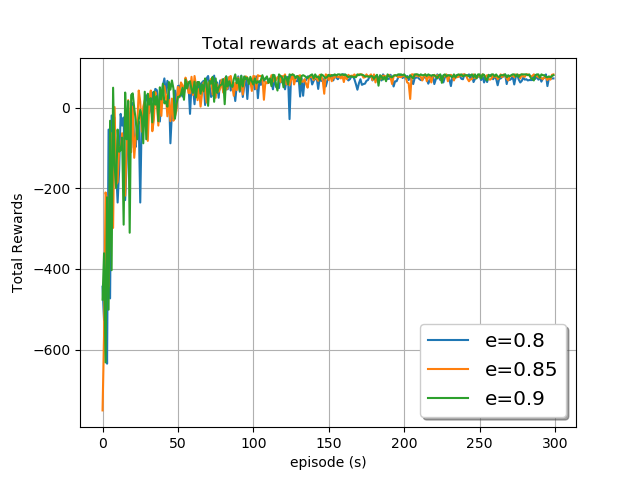 Total rewards at each episode
Total Rewards
0
−200
−400
−600
0 50 100 150 200 250 300
episode (s)
e=0.8
e=0.85
e=0.9